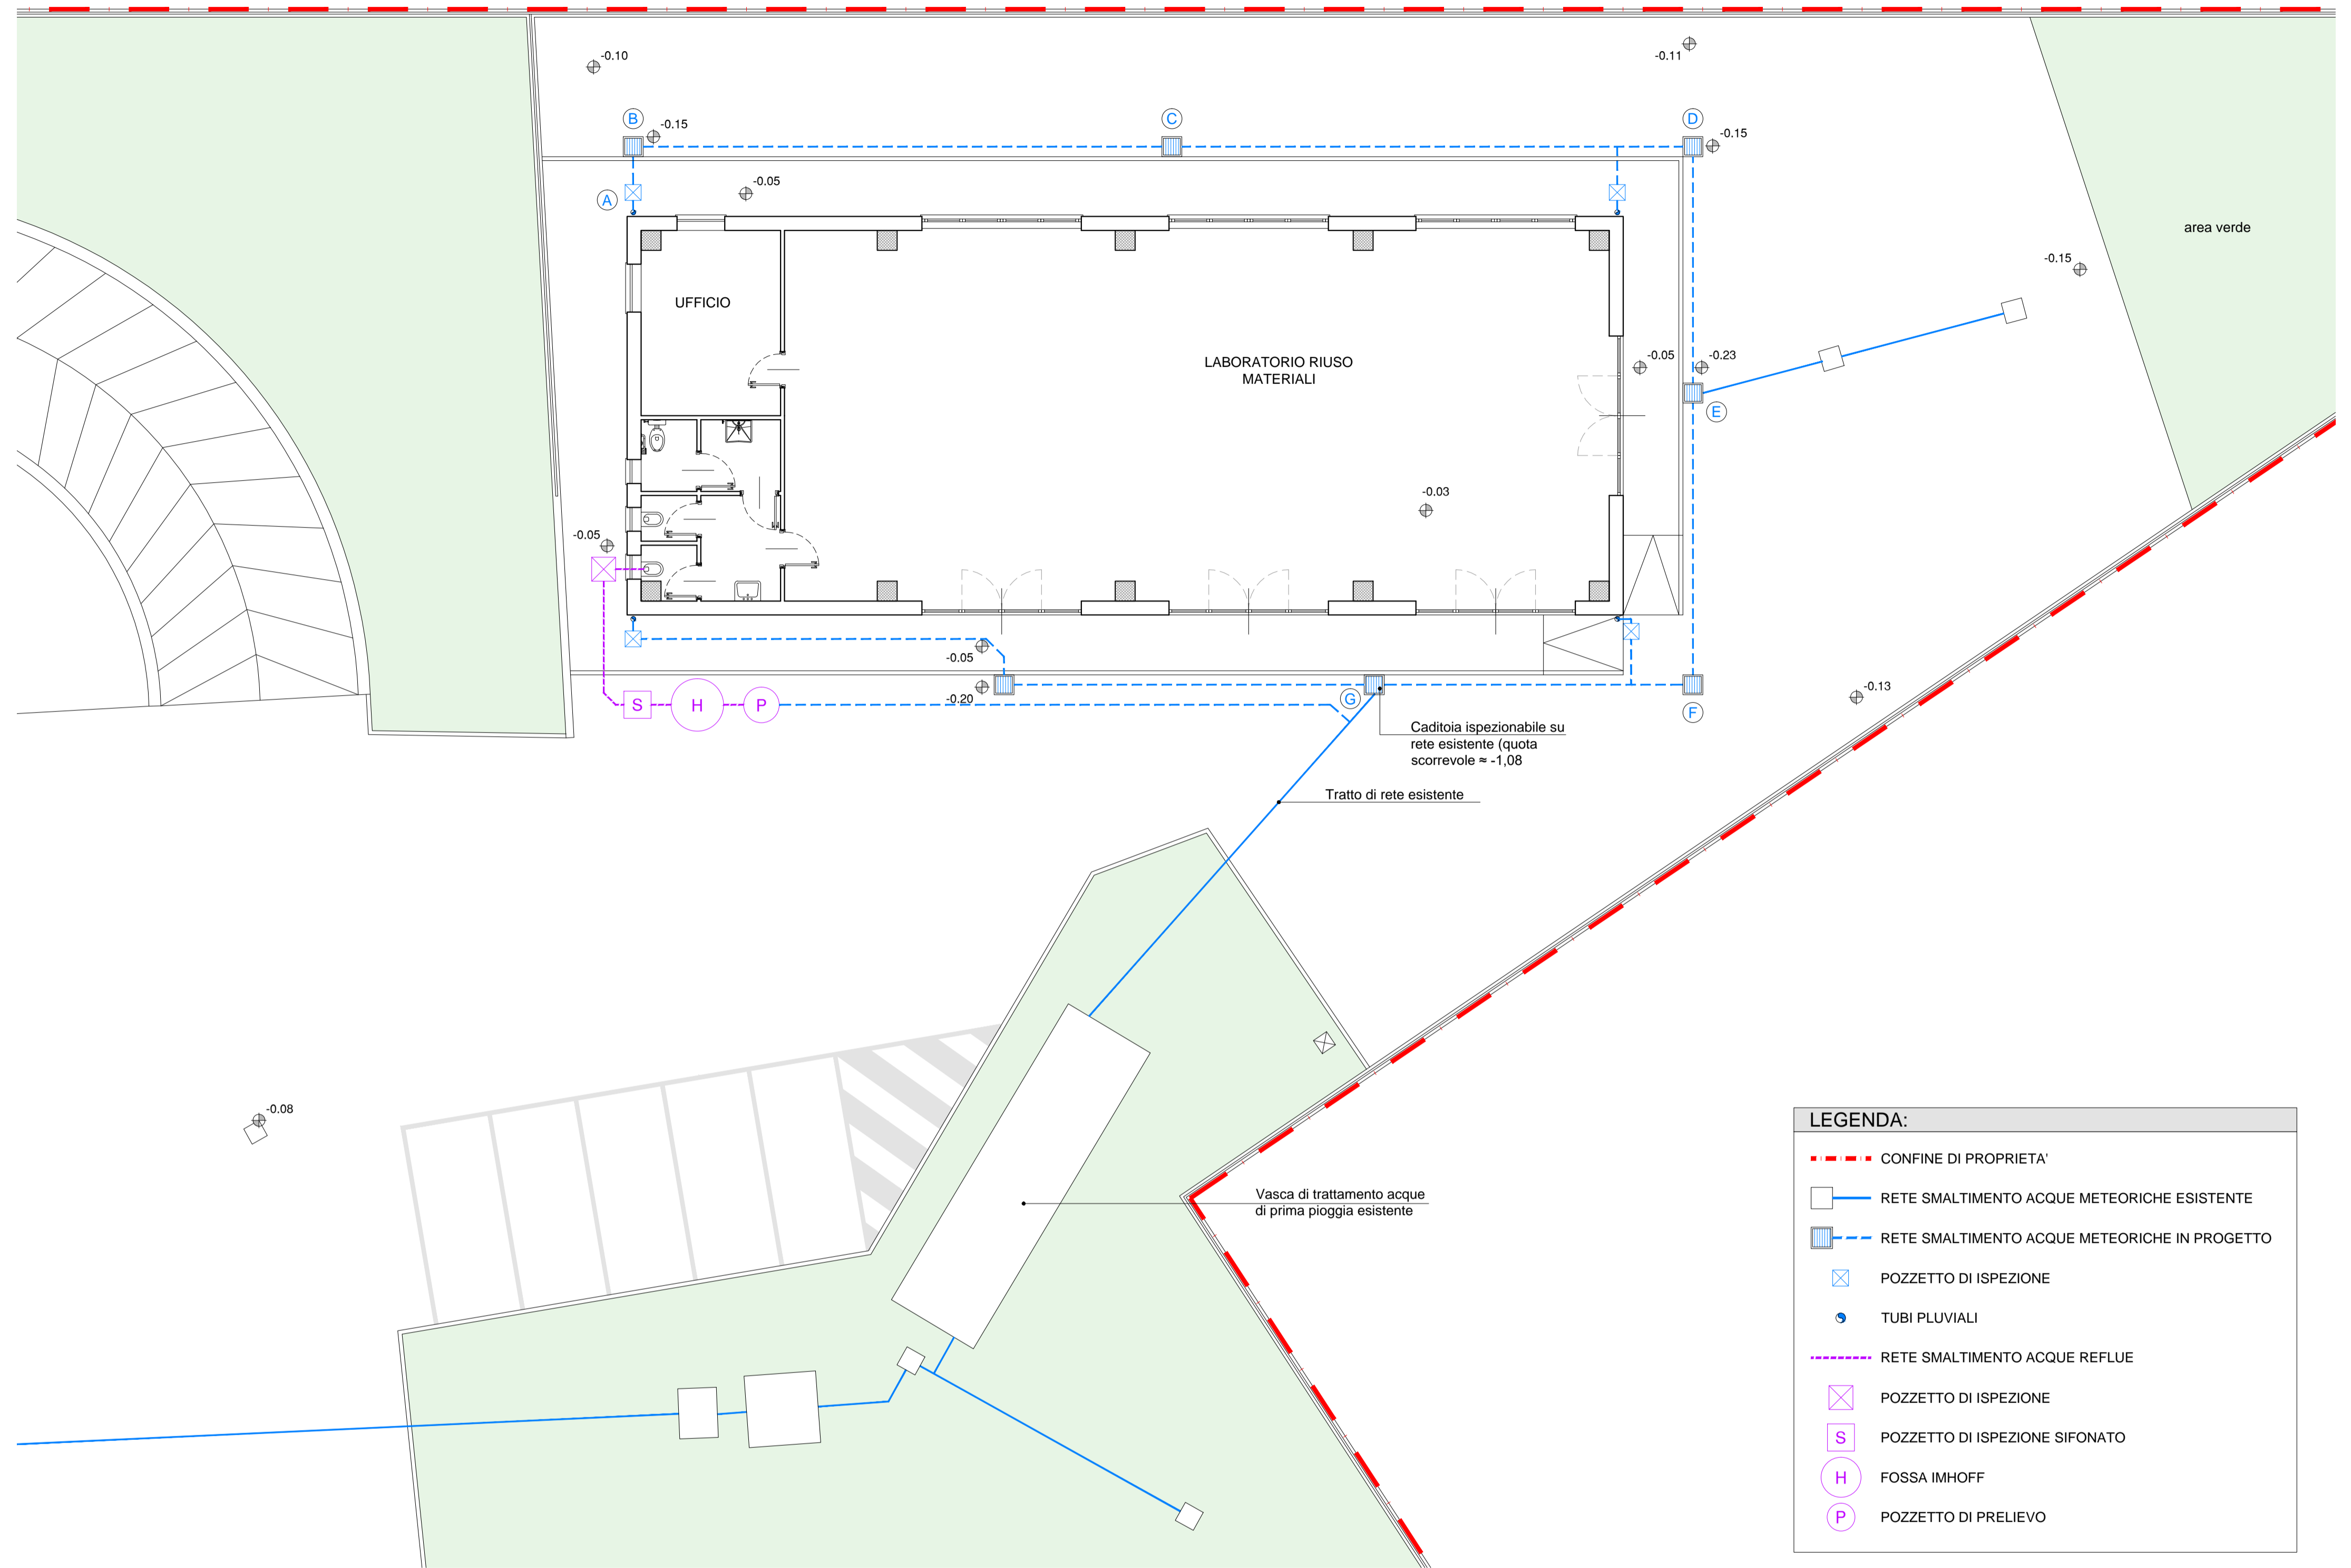 -0.10
-0.11
B
C
D
-0.15
-0.15
-0.05
A
area verde
-0.15
UFFICIO
LABORATORIO RIUSO
MATERIALI
-0.05
-0.23
E
-0.03
-0.05
-0.05
-0.20
S
H
P
G
F
-0.13
Caditoia ispezionabile su
rete esistente (quota
scorrevole ≈ -1,08
Tratto di rete esistente
-0.08
Vasca di trattamento acque
di prima pioggia esistente
LEGENDA:
CONFINE DI PROPRIETA'
RETE SMALTIMENTO ACQUE METEORICHE ESISTENTE
RETE SMALTIMENTO ACQUE METEORICHE IN PROGETTO
POZZETTO DI ISPEZIONE
TUBI PLUVIALI
RETE SMALTIMENTO ACQUE REFLUE
POZZETTO DI ISPEZIONE
S POZZETTO DI ISPEZIONE SIFONATO
H FOSSA IMHOFF
P POZZETTO DI PRELIEVO